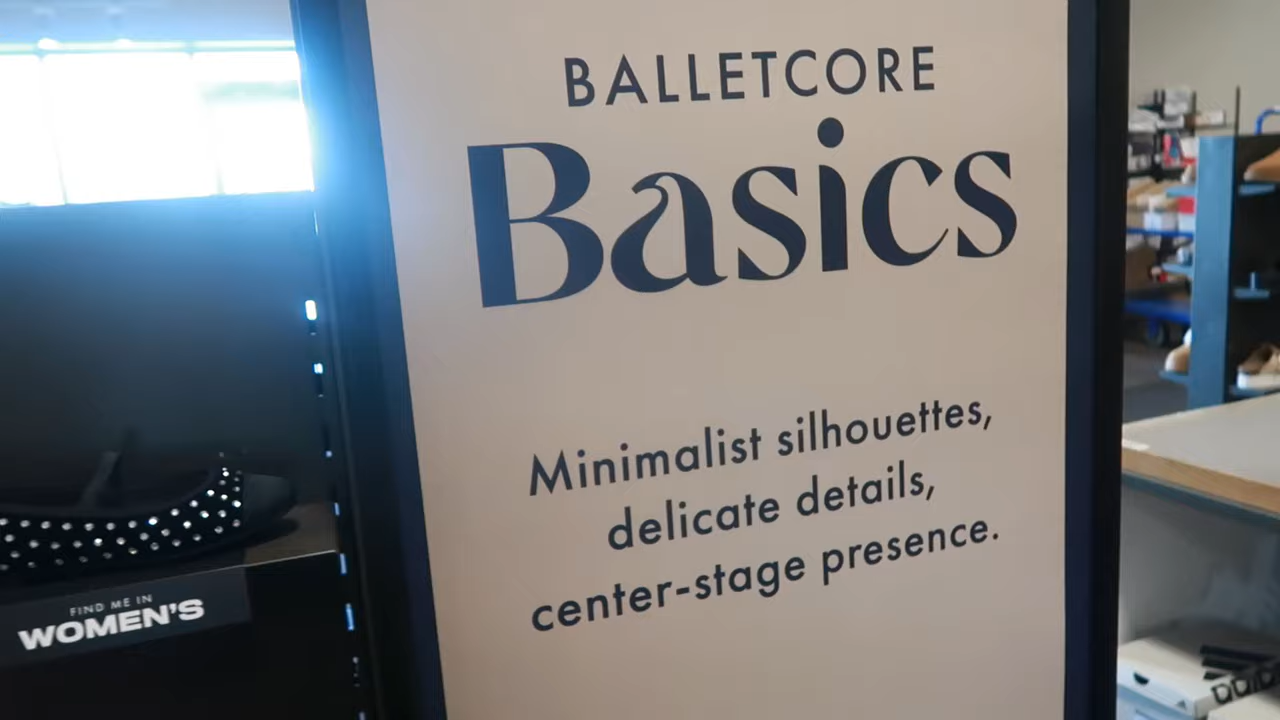 BALLETCORE
Basics
Minimalist silhouettes,
delicate details,
center-stage presence.
FIND ME IN
WOMEN'S